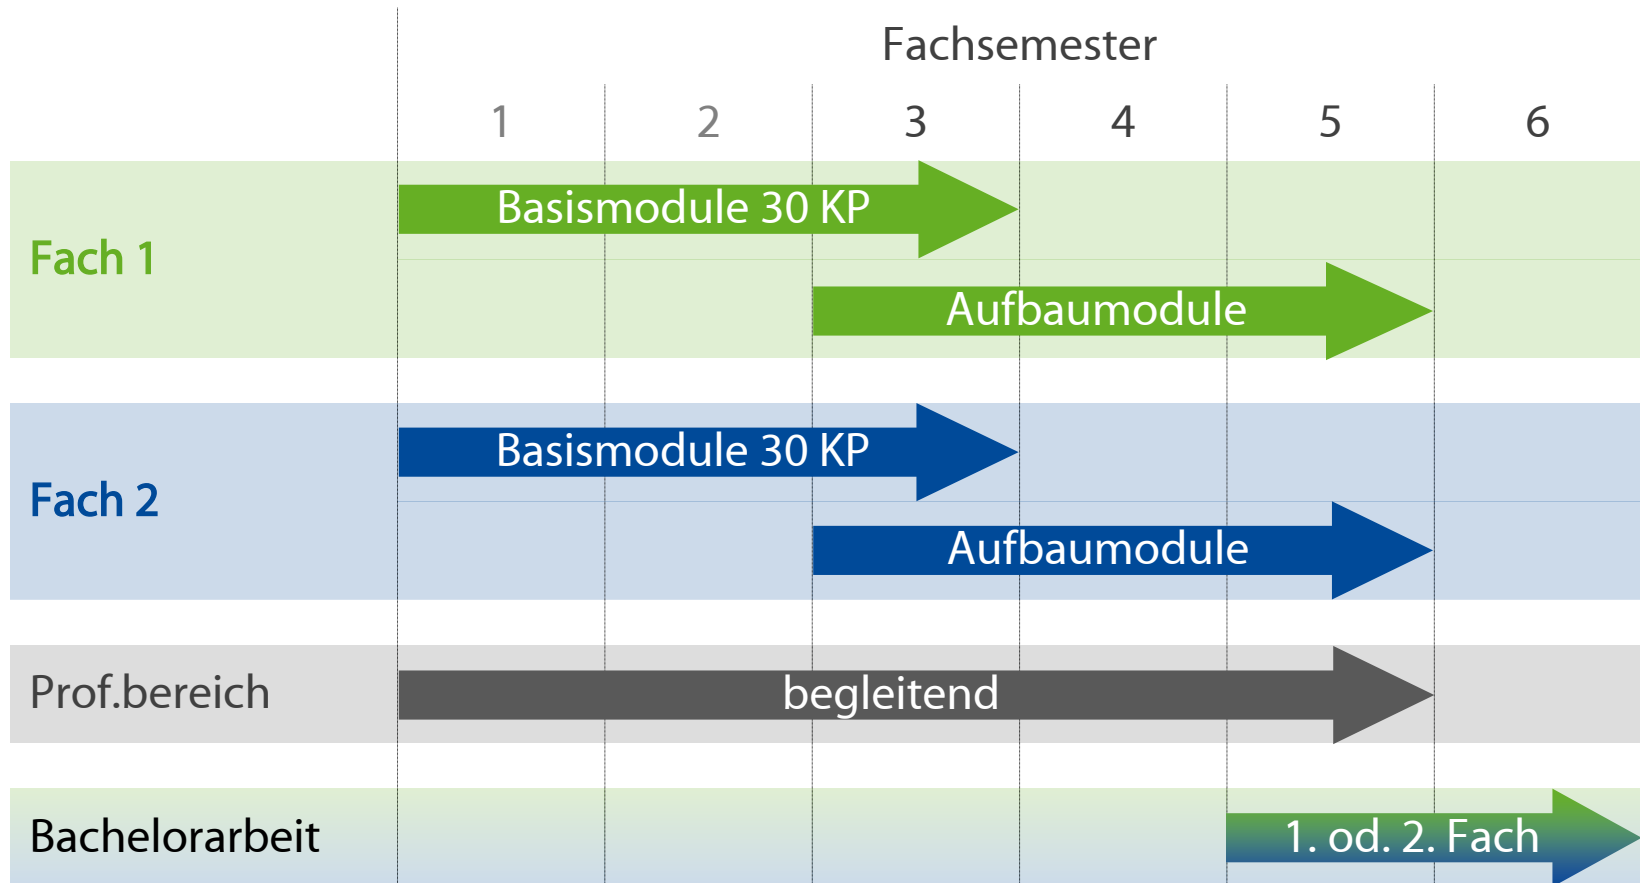 Fachsemester
1 2 3 4 5 6
Basismodule 30 KP
Fach 1
Aufbaumodule
Basismodule 30 KP
Fach 2
Aufbaumodule
Prof.bereich begleitend
Bachelorarbeit 1. od. 2. Fach